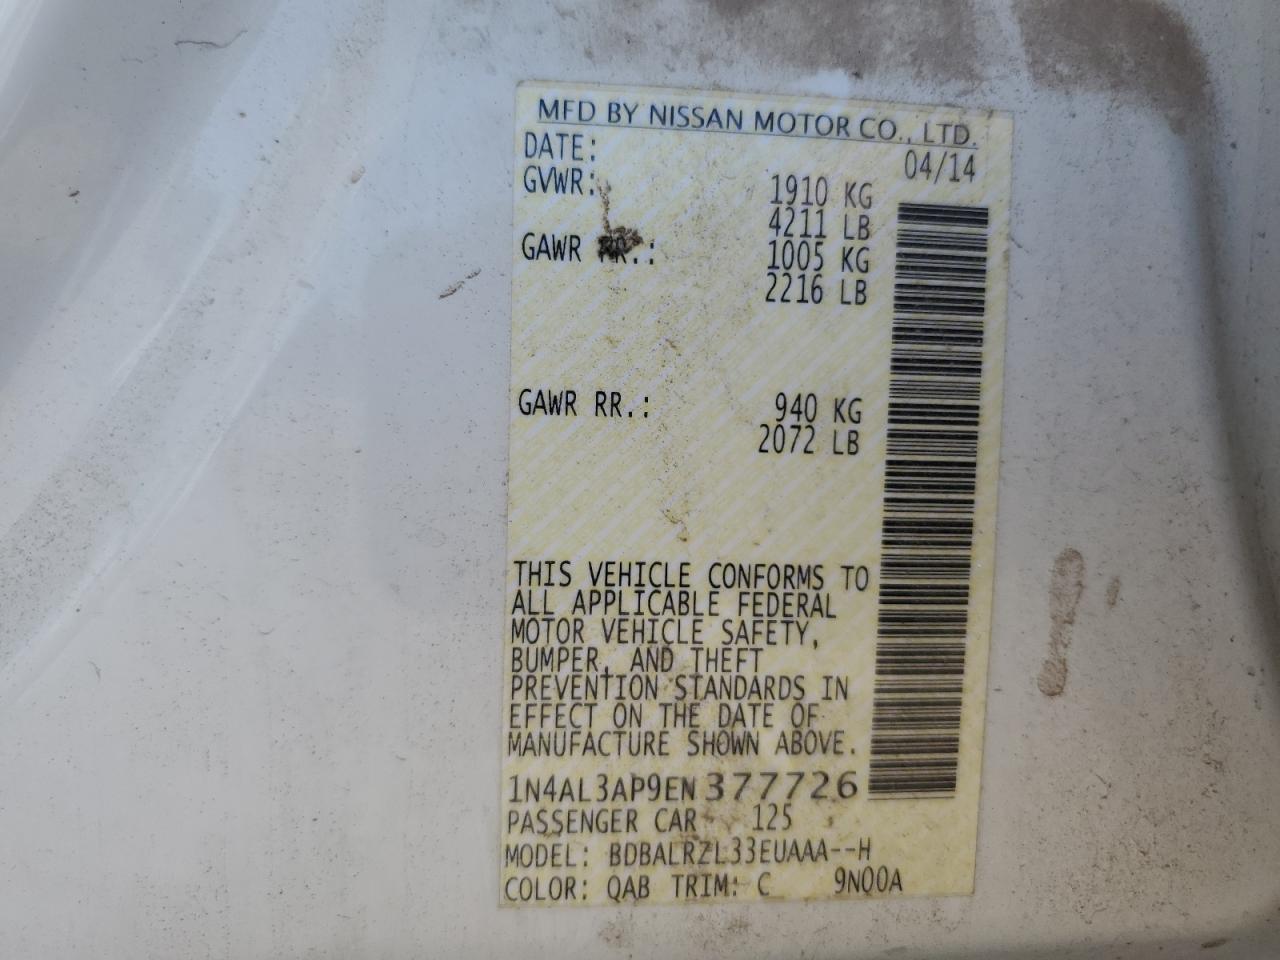 MFD BY NISSAN MOTOR CO., LTD.
DATE: 04/14
GVWR: 1910 KG
4211 LB
GAWR RR.: 1005 KG
2216 LB
GAWR RR.: 940 KG
2072 LB
THIS VEHICLE CONFORMS TO
ALL APPLICABLE FEDERAL
MOTOR VEHICLE SAFETY,
BUMPER, AND THEFT
PREVENTION STANDARDS IN
EFFECT ON THE DATE OF
MANUFACTURE SHOWN ABOVE.
1N4AL3AP9EN377726
PASSENGER CAR 125
MODEL: BDBALRZL33EUAAA--H
COLOR: QAB TRIM: C 9N00A